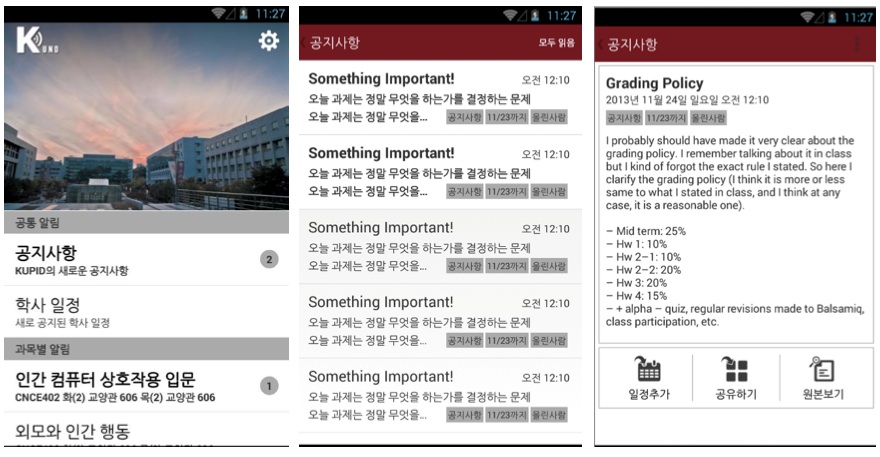 11:27
KUNO
공통 알림
공지사항
2
KUPID의 새로운 공지사항
학사 일정
새로 공지된 학사 일정
과목별 알림
인간 컴퓨터 상호작용 입문
1
CNCE402 화(2) 교양관 606 목(2) 교양관 606
외모와 인간 행동
11:27
공지사항 모두 읽음
Something Important! 오전 12:10
오늘 과제는 정말 무엇을 하는가를 결정하는 문제
오늘 과제는 정말 무엇을... 공지사항 11/23까지 올린사람
Something Important! 오전 12:10
오늘 과제는 정말 무엇을 하는가를 결정하는 문제
오늘 과제는 정말 무엇을... 공지사항 11/23까지 올린사람
Something Important! 오전 12:10
오늘 과제는 정말 무엇을 하는가를 결정하는 문제
오늘 과제는 정말 무엇을... 공지사항 11/23까지 올린사람
Something Important! 오전 12:10
오늘 과제는 정말 무엇을 하는가를 결정하는 문제
오늘 과제는 정말 무엇을... 공지사항 11/23까지 올린사람
Something Important! 오전 12:10
오늘 과제는 정말 무엇을 하는가를 결정하는 문제
오늘 과제는 정말 무엇을... 공지사항 11/23까지 올린사람
11:27
공지사항
Grading Policy
2013년 11월 24일 일요일 오전 12:10
공지사항 11/23까지 올린사람
I probably should have made it very clear about the
grading policy. I remember talking about it in class
but I kind of forgot the exact rule I stated. So here I
clarify the grading policy (I think it is more or less
same to what I stated in class, and I think at any
case, it is a reasonable one).
– Mid term: 25%
– Hw 1: 10%
– Hw 2–1: 10%
– Hw 2–2: 20%
– Hw 3: 20%
– Hw 4: 15%
– + alpha – quiz, regular revisions made to Balsamiq,
class participation, etc.
일정추가 공유하기 원본보기